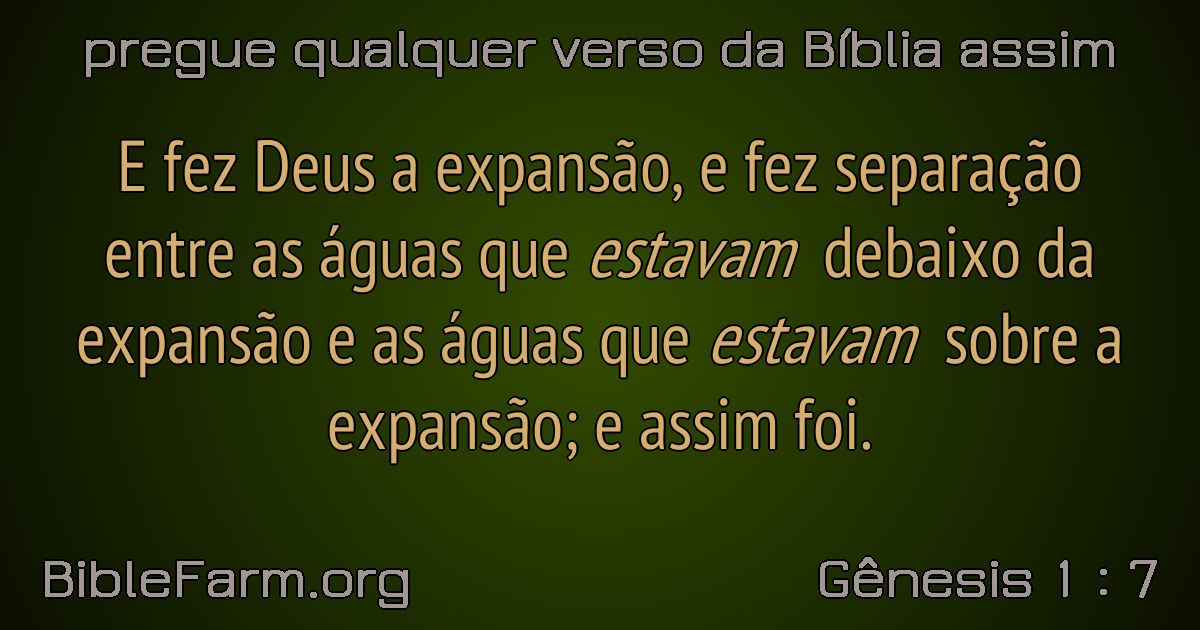 pregue qualquer verso da Bíblia assim
E fez Deus a expansão, e fez separação
entre as águas que estavam debaixo da
expansão e as águas que estavam sobre a
expansão; e assim foi.
BibleFarm.org
Gênesis 1 : 7